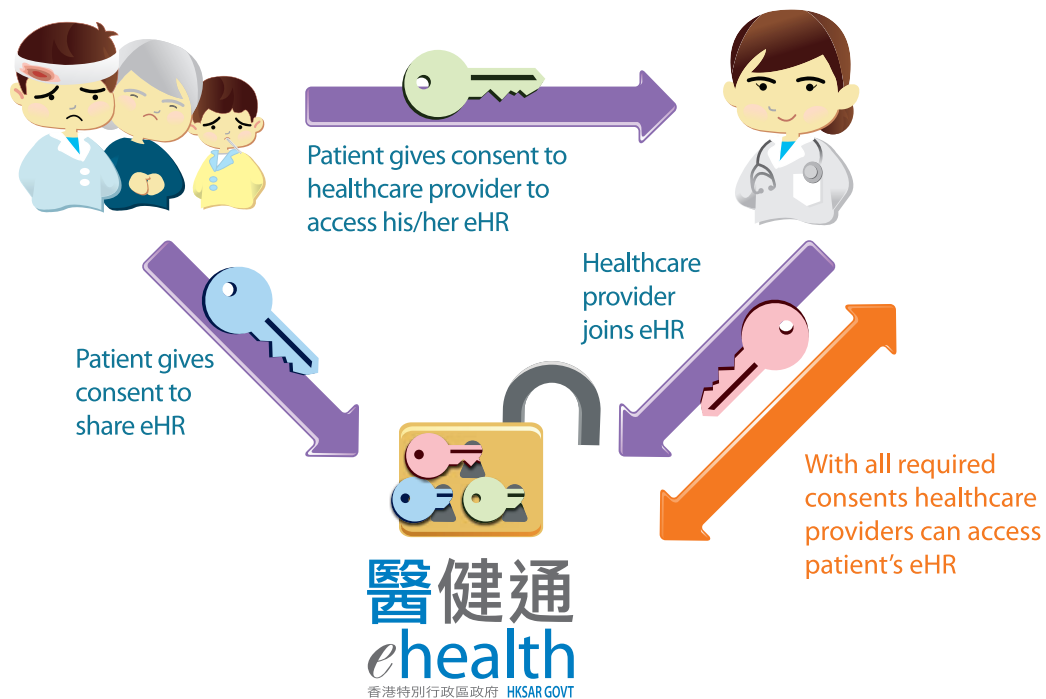 Patient gives consent to
healthcare provider to
access his/her eHR
Healthcare
provider
joins eHR
Patient gives
consent to
share eHR
With all required
consents healthcare
providers can access
patient's eHR
醫健通
ehealth
香港特別行政區政府 HKSAR GOVT